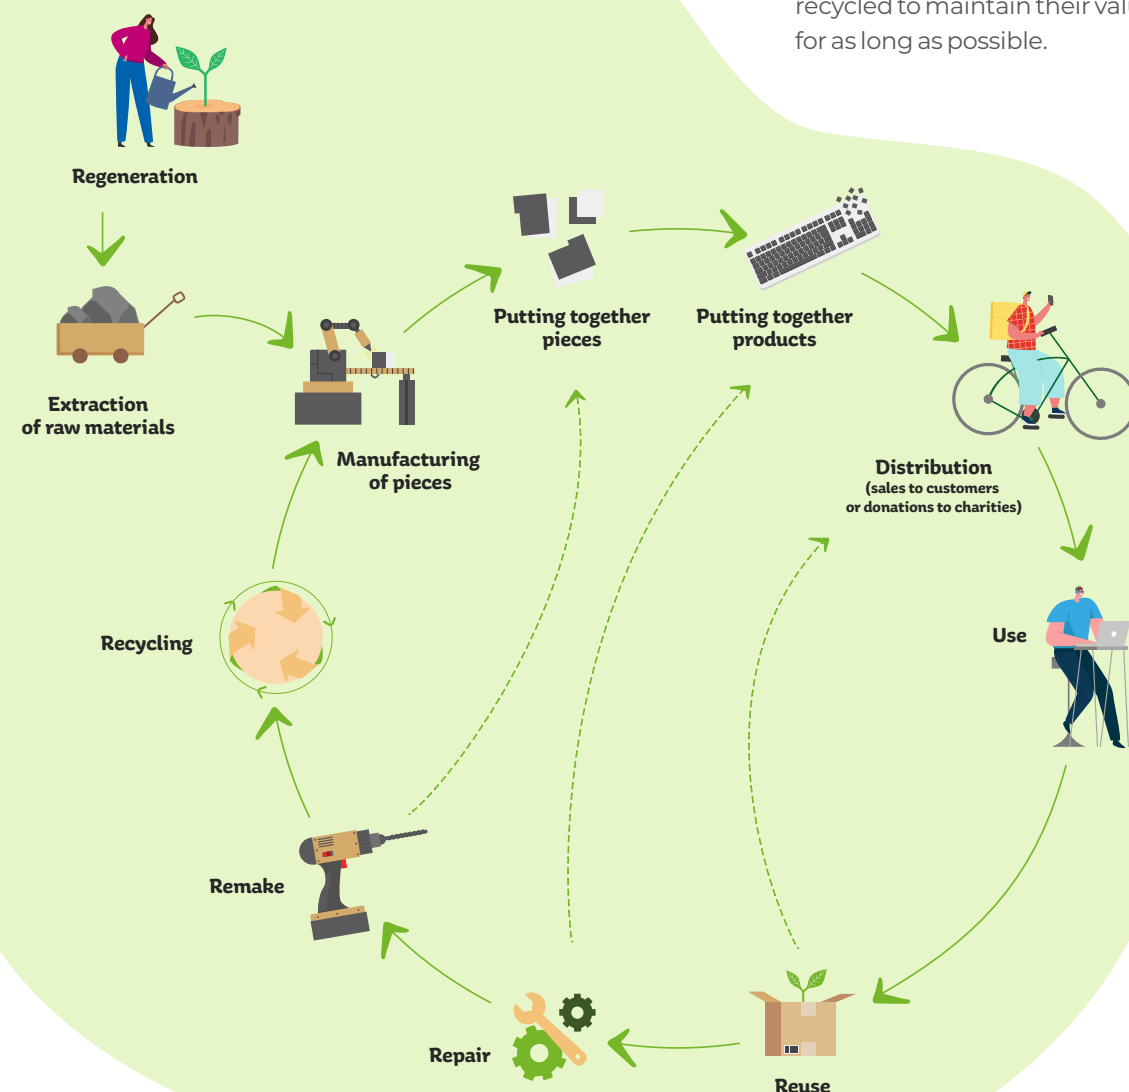 recycled to maintain their
for as long as possible.
Regeneration
Extraction
of raw materials
Manufacturing
of pieces
Putting together
pieces
Putting together
products
Distribution
(sales to customers
or donations to charities)
Use
Reuse
Repair
Remake
Recycling